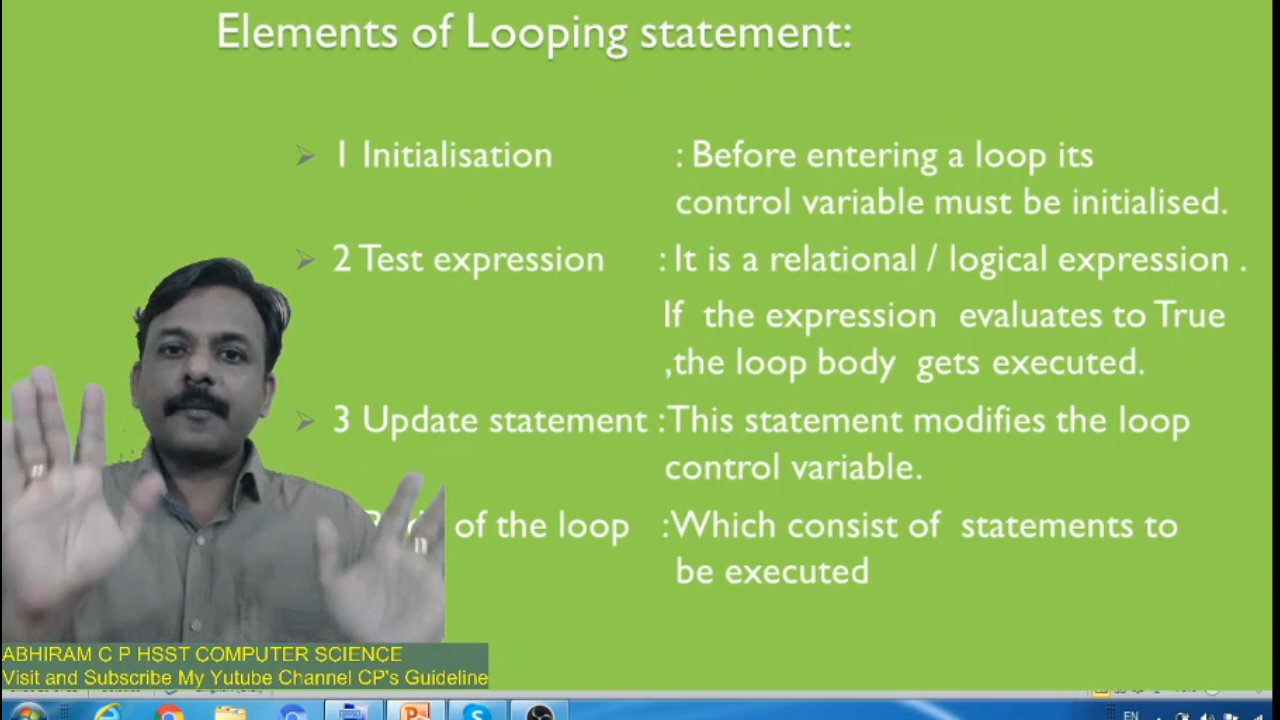 Elements of Looping statement:
➢ 1 Initialisation : Before entering a loop its
control variable must be initialised.
➢ 2 Test expression : It is a relational / logical expression .
If the expression evaluates to True
,the loop body gets executed.
➢ 3 Update statement :This statement modifies the loop
control variable.
of the loop :Which consist of statements to
be executed
ABHIRAM C P HSST COMPUTER SCIENCE
Visit and Subscribe My Yutube Channel CP's Guideline
EN